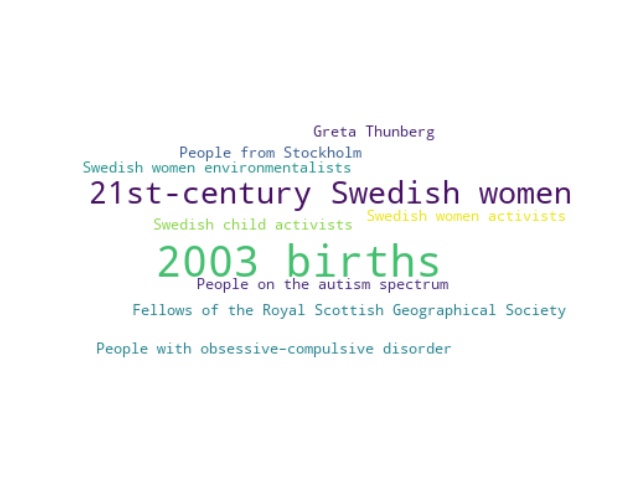 Greta Thunberg
People from Stockholm
Swedish women environmentalists
21st-century Swedish women
Swedish women activists
Swedish child activists
2003 births
People on the autism spectrum
Fellows of the Royal Scottish Geographical Society
People with obsessive–compulsive disorder